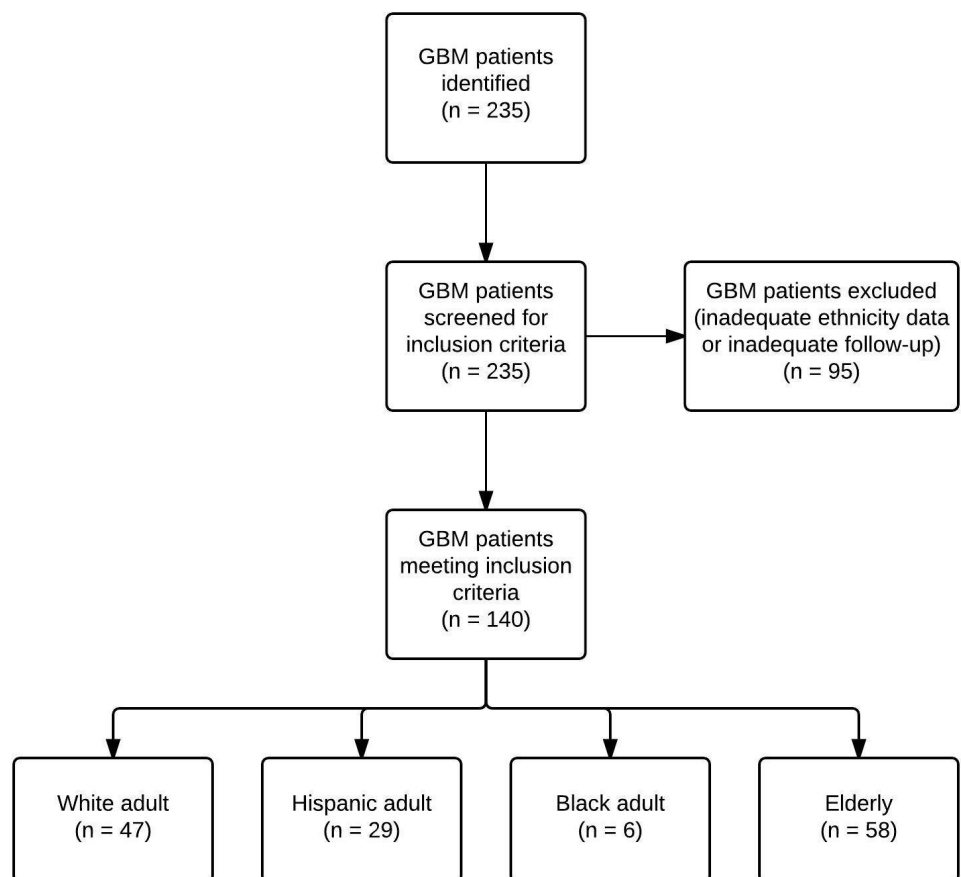 GBM patients
identified
(n = 235)
GBM patients
screened for
inclusion criteria
(n = 235)
GBM patients excluded
(inadequate ethnicity data
or inadequate follow-up)
(n = 95)
GBM patients
meeting inclusion
criteria
(n = 140)
White adult
(n = 47)
Hispanic adult
(n = 29)
Black adult
(n = 6)
Elderly
(n = 58)